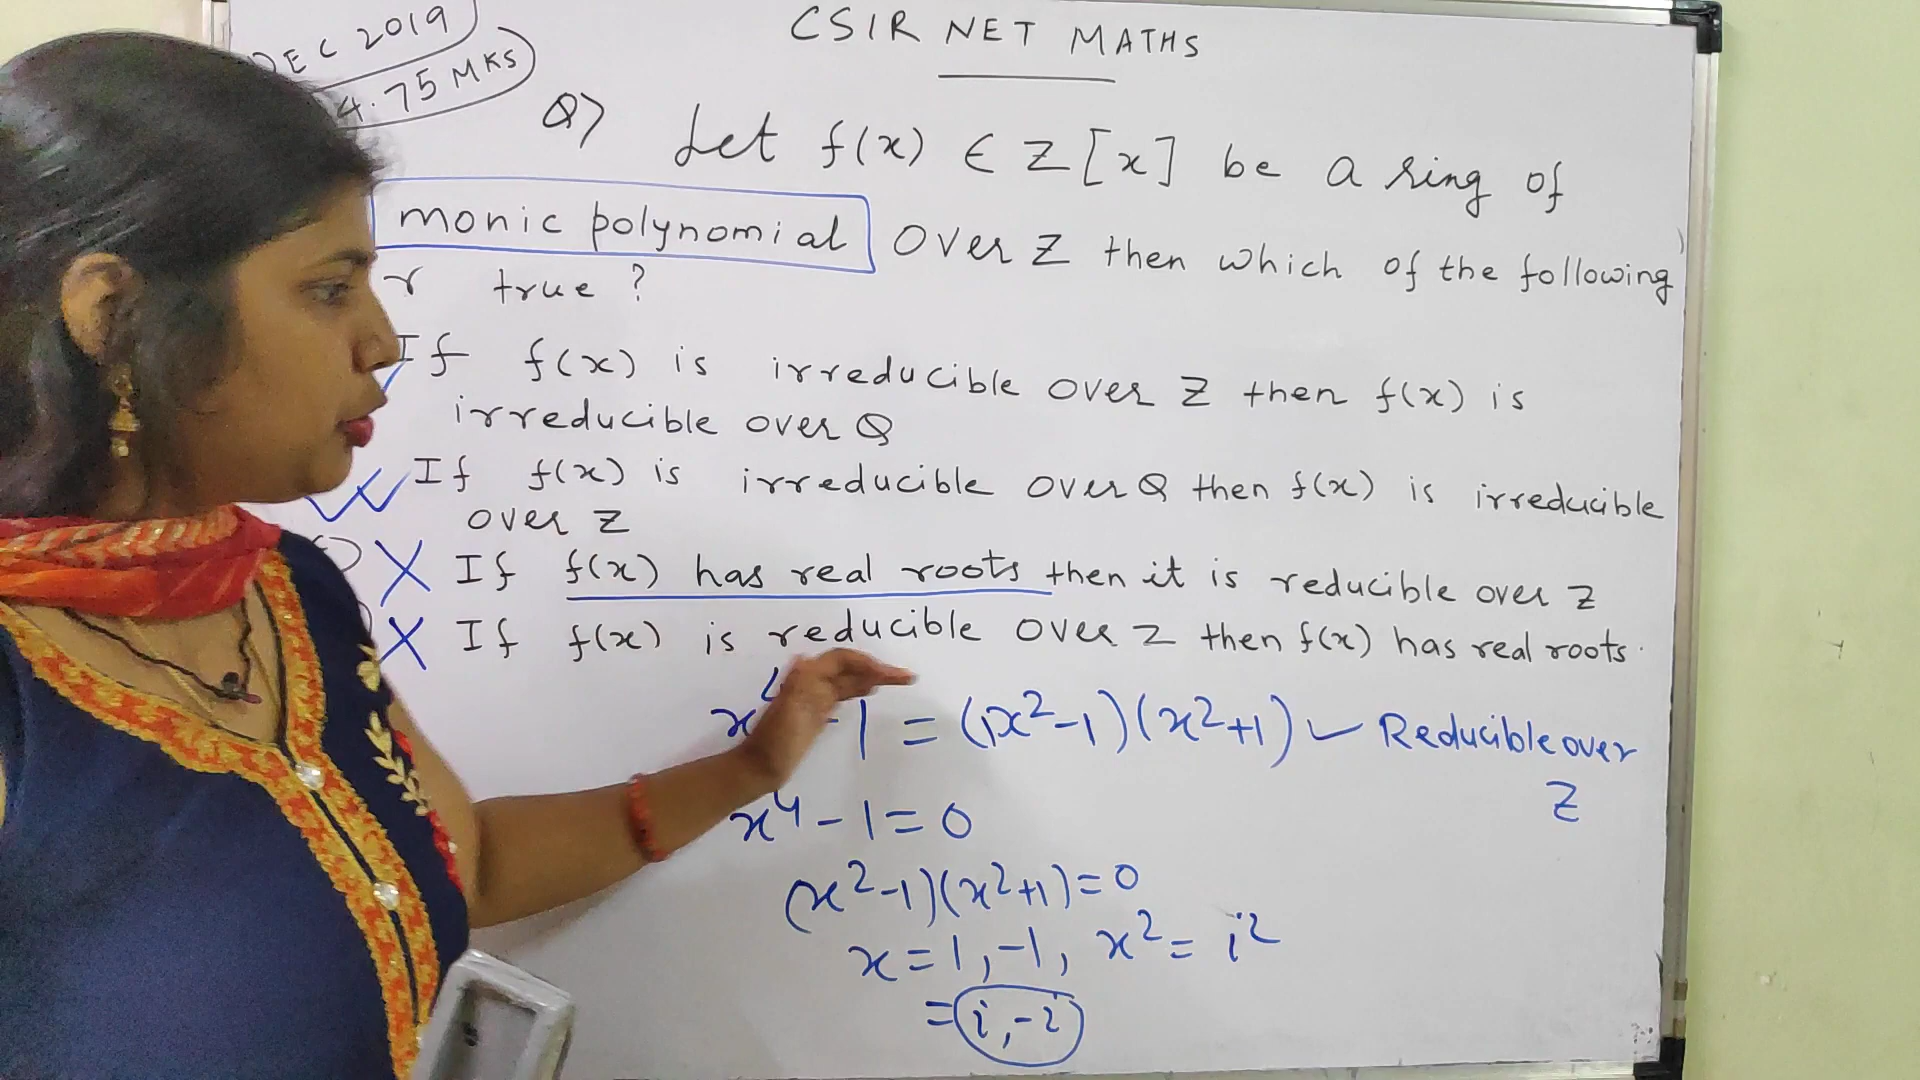 DEC 2019
4.75 MKS
CSIR NET MATHS
Q) Let f(x) ∈ Z[x] be a ring of
monic polynomial over Z then which of the following
r true ?
If f(x) is irreducible over Z then f(x) is
irreducible over Q
If f(x) is irreducible over Q then f(x) is irreducible
over Z
If f(x) has real roots then it is reducible over Z
If f(x) is reducible over Z then f(x) has real roots.
x⁴-1 = (x²-1)(x²+1) ✓ Reducible over
Z
x⁴-1=0
(x²-1)(x²+1)=0
x=1,-1, x²= i²
= i,-i